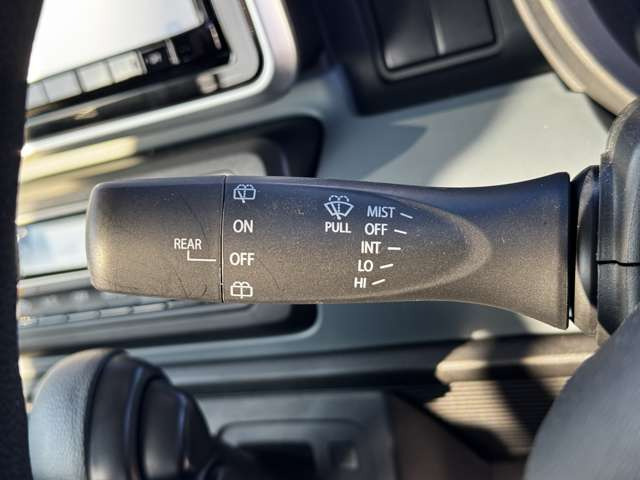 REAR
ON
OFF
PULL
MIST
OFF
INT
LO
HI